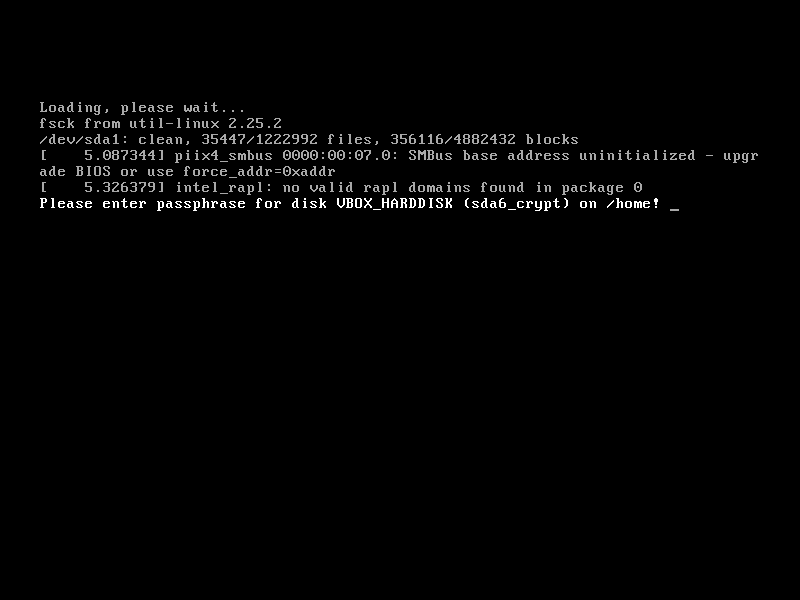 Loading, please wait...
fsck from util-linux 2.25.2
/dev/sda1: clean, 35447/1222992 files, 356116/4882432 blocks
[    5.087344] piix4_smbus 0000:00:07.0: SMBus base address uninitialized - upgr
ade BIOS or use force_addr=0xaddr
[    5.326379] intel_rapl: no valid rapl domains found in package 0
Please enter passphrase for disk VBOX_HARDDISK (sda6_crypt) on /home! _